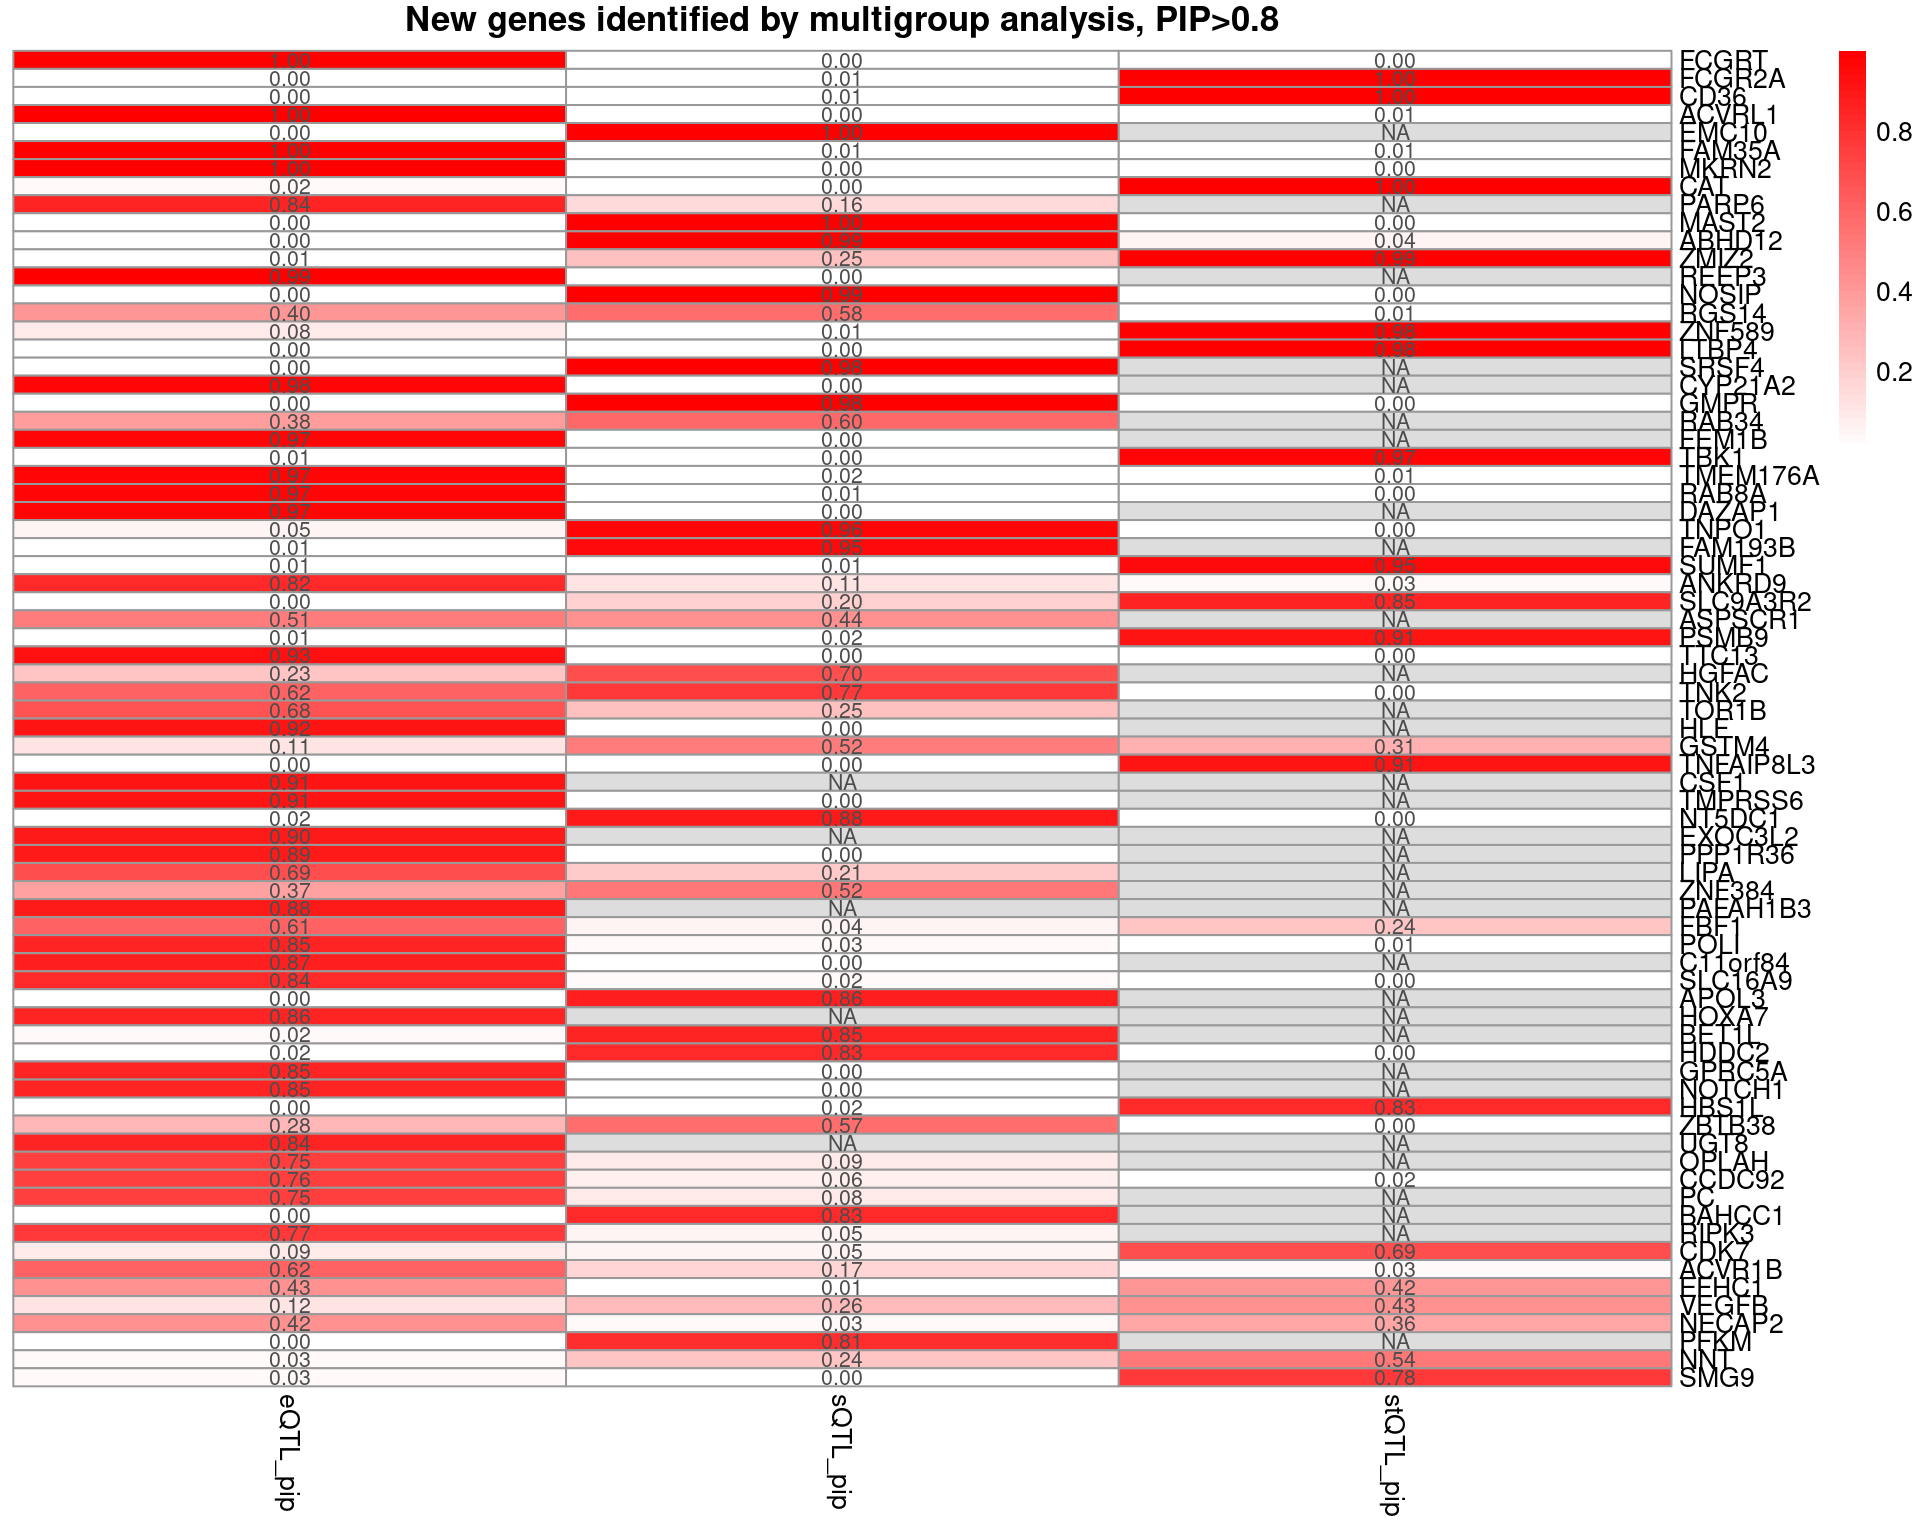 New genes identified by multigroup analysis, PIP>0.8
1.00 0.00 0.00 FCGRT
0.00 0.01 1.00 FCGR2A
0.00 0.01 1.00 CD36
1.00 0.00 0.01 ACVRL1
0.00 1.00 NA EMC10
1.00 0.01 0.01 FAM35A
1.00 0.00 0.00 MKRN2
0.02 0.00 1.00 CAT
0.84 0.16 NA PARP6
0.00 1.00 0.00 MAST2
0.00 0.99 0.04 ABHD12
0.01 0.25 0.99 ZMIZ2
0.99 0.00 NA REEP3
0.00 0.99 0.00 NOSIP
0.40 0.58 0.01 RGS14
0.08 0.01 0.98 ZNF589
0.00 0.00 0.98 LTBP4
0.00 0.98 NA SRSF4
0.98 0.00 NA CYP21A2
0.00 0.98 0.00 GMPR
0.38 0.60 NA RAB34
0.97 0.00 NA FEM1B
0.01 0.00 0.97 TBK1
0.97 0.02 0.01 TMEM176A
0.97 0.01 0.00 RAB8A
0.97 0.00 NA DAZAP1
0.05 0.96 0.00 TNPO1
0.01 0.95 NA FAM193B
0.01 0.01 0.95 SUMF1
0.82 0.11 0.03 ANKRD9
0.00 0.20 0.85 SLC9A3R2
0.51 0.44 NA ASPSCR1
0.01 0.02 0.91 PSMB9
0.93 0.00 0.00 TTC13
0.23 0.70 NA HGFAC
0.62 0.77 0.00 TNK2
0.68 0.25 NA TOR1B
0.92 0.00 NA HLF
0.11 0.52 0.31 GSTM4
0.00 0.00 0.91 TNFAIP8L3
0.91 NA NA CSF1
0.91 0.00 NA TMPRSS6
0.02 0.88 0.00 NT5DC1
0.90 NA NA EXOC3L2
0.89 0.00 NA PPP1R36
0.69 0.21 NA LIPA
0.37 0.52 NA ZNF384
0.88 NA NA PAFAH1B3
0.61 0.04 0.24 EBF1
0.85 0.03 0.01 POLI
0.87 0.00 NA C11orf84
0.84 0.02 0.00 SLC16A9
0.00 0.86 NA APOL3
0.86 NA NA HOXA7
0.02 0.85 NA BET1L
0.02 0.83 0.00 HDDC2
0.85 0.00 NA GPRC5A
0.85 0.00 NA NOTCH1
0.00 0.02 0.83 HBS1L
0.28 0.57 0.00 ZBTB38
0.84 NA NA UGT8
0.75 0.09 NA OPLAH
0.76 0.06 0.02 CCDC92
0.75 0.08 NA PC
0.00 0.83 NA BAHCC1
0.77 0.05 NA RIPK3
0.09 0.05 0.69 CDK7
0.62 0.17 0.03 ACVR1B
0.43 0.01 0.42 EFHC1
0.12 0.26 0.43 VEGFB
0.42 0.03 0.36 NECAP2
0.00 0.81 NA PFKM
0.03 0.24 0.54 NNT
0.03 0.00 0.78 SMG9
eQTL_pip
sQTL_pip
stQTL_pip
0.8
0.6
0.4
0.2